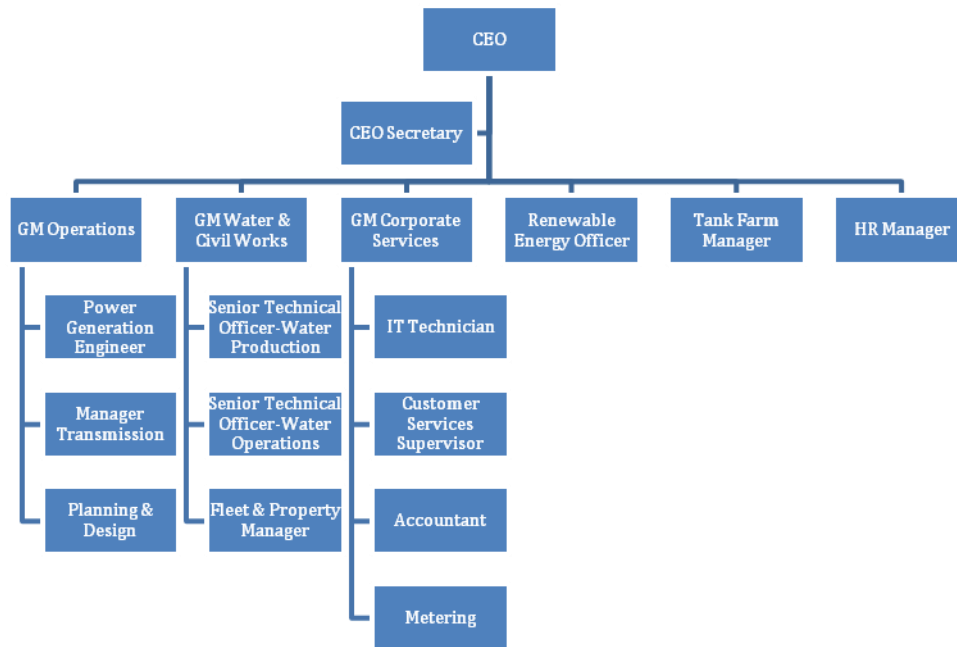 CEO
CEO Secretary
GM Operations
GM Water &
Civil Works
GM Corporate
Services
Renewable
Energy Officer
Tank Farm
Manager
HR Manager
Power
Generation
Engineer
Manager
Transmission
Planning &
Design
Senior Technical
Officer-Water
Production
Senior Technical
Officer-Water
Operations
Fleet & Property
Manager
IT Technician
Customer
Services
Supervisor
Accountant
Metering